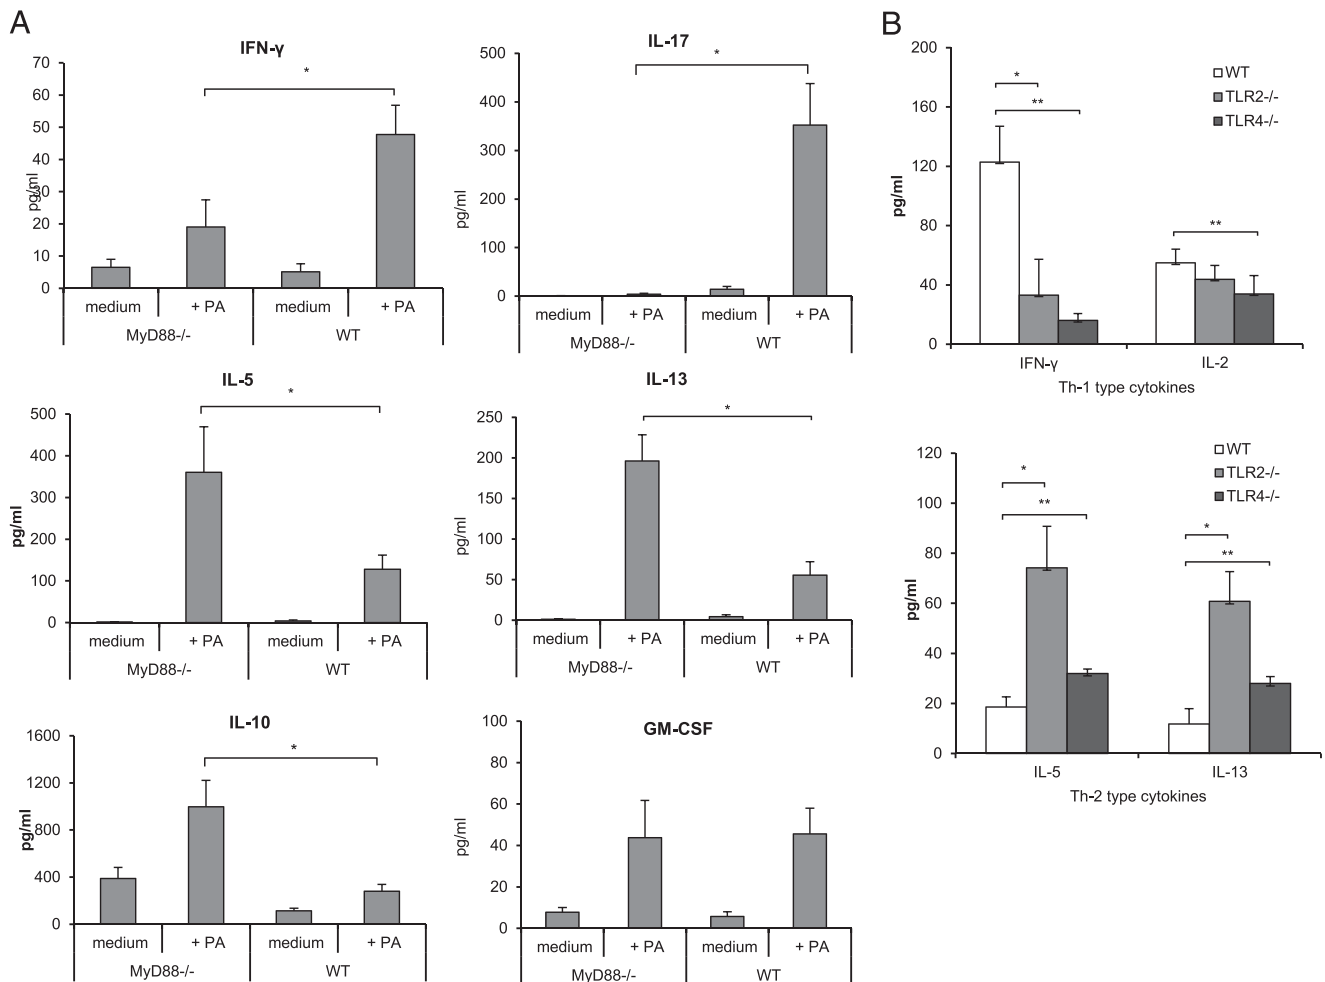 A
IFN-γ
*
70
60
50
40
30
20
10
0
pg/ml
medium + PA medium + PA
MyD88-/- WT
IL-17
*
500
400
300
200
100
0
pg/ml
medium + PA medium + PA
MyD88-/- WT
IL-5
*
500
400
300
200
100
0
pg/ml
medium + PA medium + PA
MyD88-/- WT
IL-13
*
250
200
150
100
50
0
pg/ml
medium + PA medium + PA
MyD88-/- WT
IL-10
*
1600
1200
800
400
0
pg/ml
medium + PA medium + PA
MyD88-/- WT
GM-CSF
100
80
60
40
20
0
pg/ml
medium + PA medium + PA
MyD88-/- WT
B
200
160
120
80
40
0
pg/ml
WT
TLR2-/-
TLR4-/-
*
**
**
IFN-γ IL-2
Th-1 type cytokines
120
100
80
60
40
20
0
pg/ml
WT
TLR2-/-
TLR4-/-
*
**
*
**
IL-5 IL-13
Th-2 type cytokines